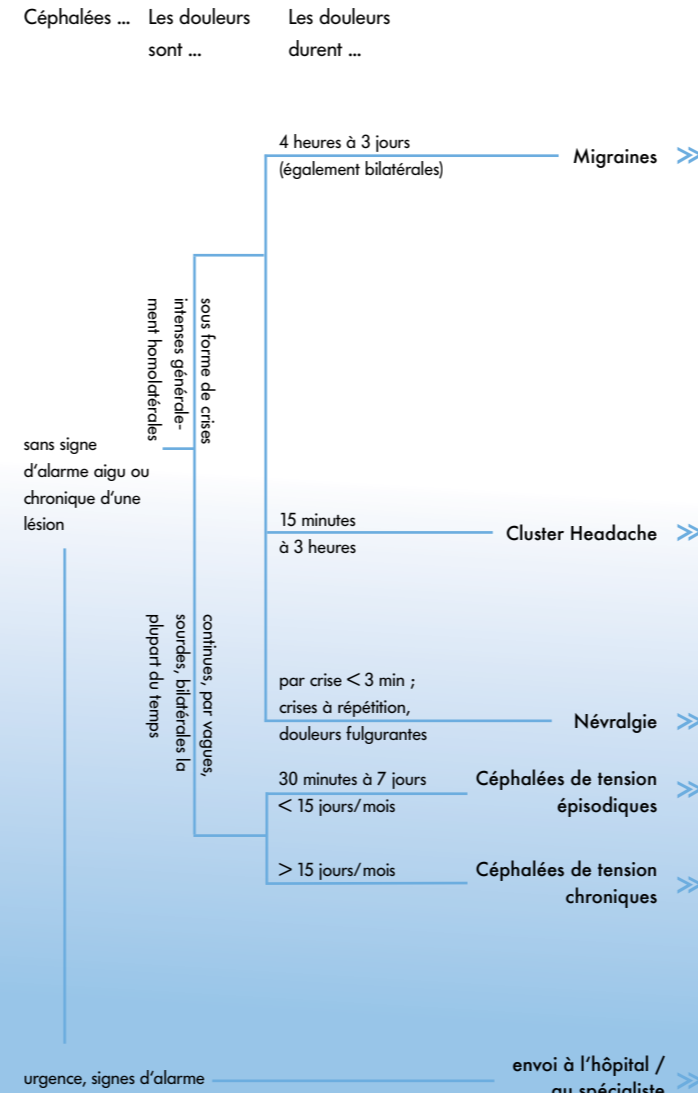 Céphalées ... Les douleurs sont ... Les douleurs durent ...
4 heures à 3 jours
(également bilatérales)
Migraines
sous forme de crises
intenses générale-
ment homolatérales
sans signe
d'alarme aigu ou
chronique d'une
lésion
15 minutes
à 3 heures
Cluster Headache
continues, par vagues,
sourdes, bilatérales la
plupart du temps
par crise < 3 min ;
crises à répétition,
douleurs fulgurantes
Névralgie
30 minutes à 7 jours
< 15 jours/mois
Céphalées de tension
épisodiques
> 15 jours/mois
Céphalées de tension
chroniques
urgence, signes d'alarme
envoi à l'hôpital /
au spécialiste